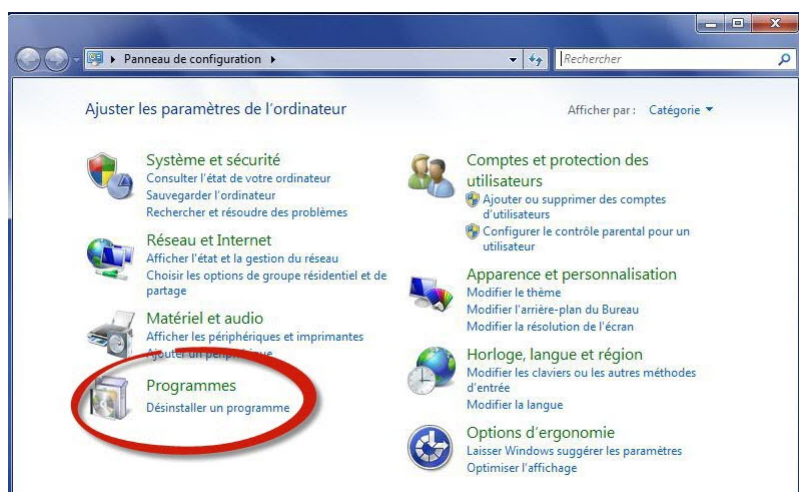 Panneau de configuration
Rechercher
Ajuster les paramètres de l'ordinateur
Afficher par : Catégorie
Système et sécurité
Consulter l'état de votre ordinateur
Sauvegarder l'ordinateur
Rechercher et résoudre des problèmes
Réseau et Internet
Afficher l'état et la gestion du réseau
Choisir les options de groupe résidentiel et de
partage
Matériel et audio
Afficher les périphériques et imprimantes
Ajouter un périphérique
Programmes
Désinstaller un programme
Comptes et protection des
utilisateurs
Ajouter ou supprimer des comptes
d'utilisateurs
Configurer le contrôle parental pour un
utilisateur
Apparence et personnalisation
Modifier le thème
Modifier l'arrière-plan du Bureau
Modifier la résolution de l'écran
Horloge, langue et région
Modifier les claviers ou les autres méthodes
d'entrée
Modifier la langue
Options d'ergonomie
Laisser Windows suggérer les paramètres
Optimiser l'affichage